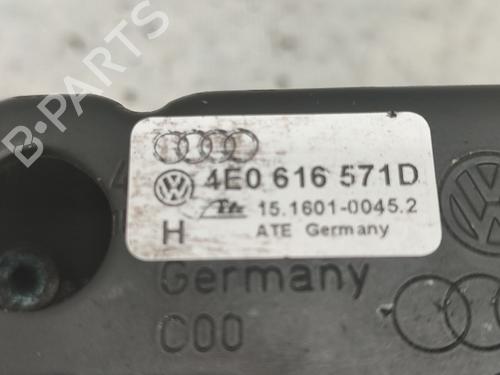 B-PARTS
4E0 616 571D
Ate 15.1601-0045.2
H ATE Germany
Germany
C00